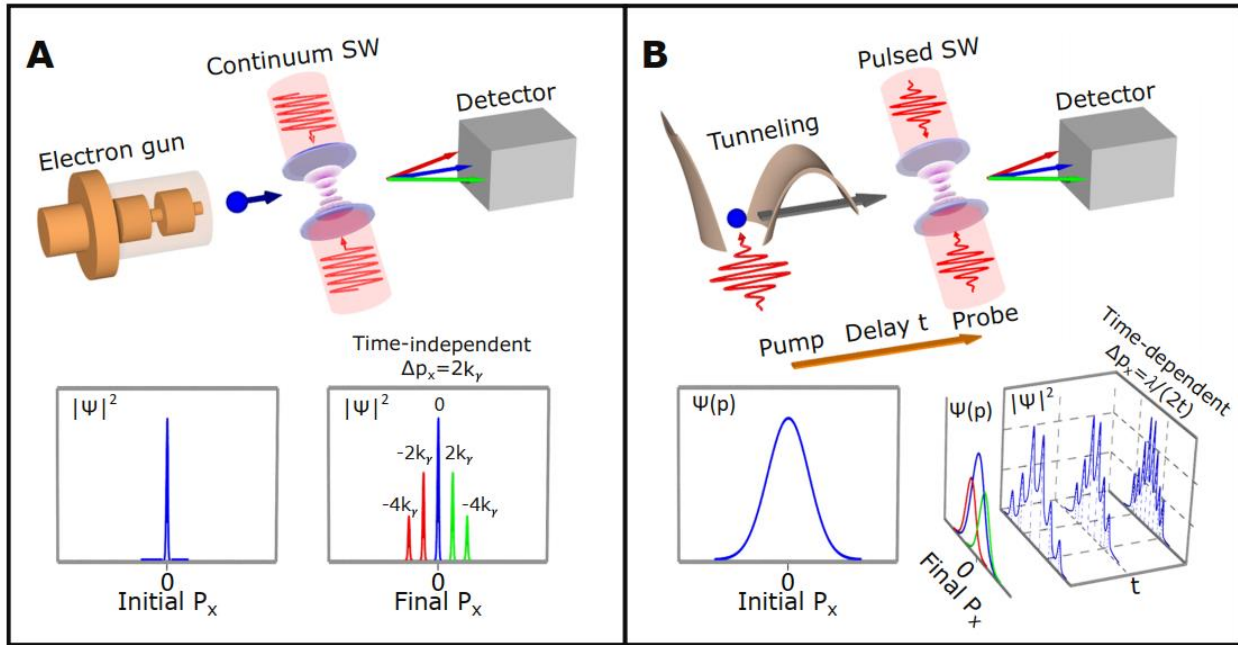 A
Continuum SW
Detector
Electron gun
Time-independent
Δpₓ=2kᵧ
|Ψ|²
0
Initial Pₓ
|Ψ|²
0
-2kᵧ
2kᵧ
-4kᵧ
-4kᵧ
0
Final Pₓ
B
Pulsed SW
Detector
Tunneling
Pump
Delay t
Probe
Time-dependent
Δpₓ=λ/(2t)
Ψ(p)
0
Initial Pₓ
Ψ(p)
|Ψ|²
0
Final Pₓ
t